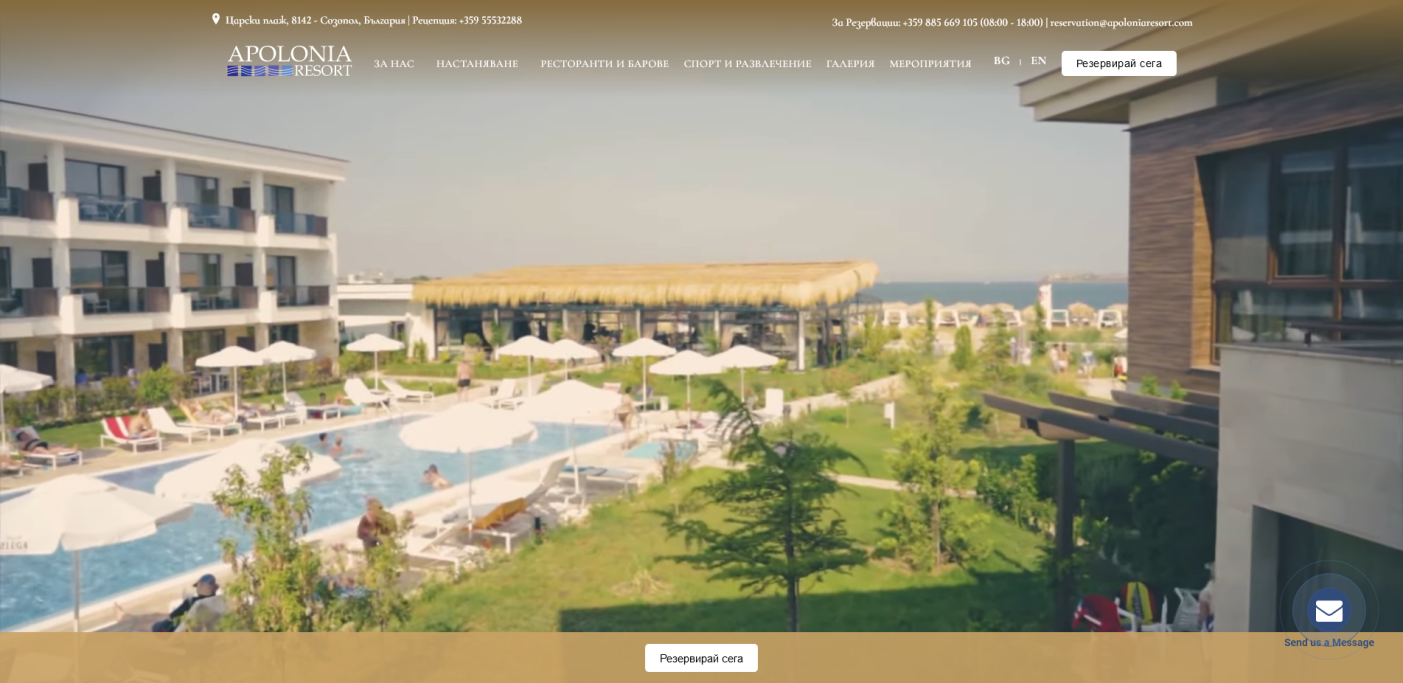 Царски плаж, 8142 - Созопол, България | Рецепция: +359 55532288
За Резервации: +359 885 669 105 (08:00 - 18:00) | reservation@apoloniaresort.com
APOLONIA
RESORT
ЗА НАС
НАСТАНЯВАНЕ
РЕСТОРАНТИ И БАРОВЕ
СПОРТ И РАЗВЛЕЧЕНИЕ
ГАЛЕРИЯ
МЕРОПРИЯТИЯ
BG | EN
Резервирай сега
Send us a Message
Резервирай сега